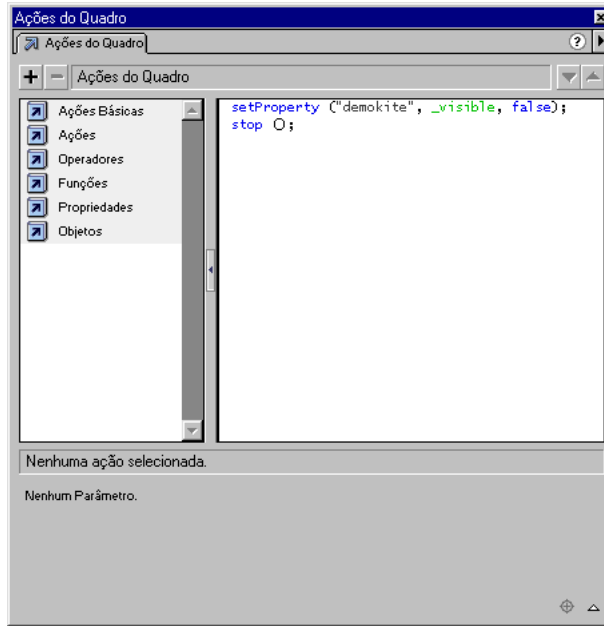 Ações do Quadro
Ações do Quadro
Ações do Quadro
Ações Básicas
Ações
Operadores
Funções
Propriedades
Objetos
setProperty ("demokite", _visible, false);
stop ();
Nenhuma ação selecionada.
Nenhum Parâmetro.